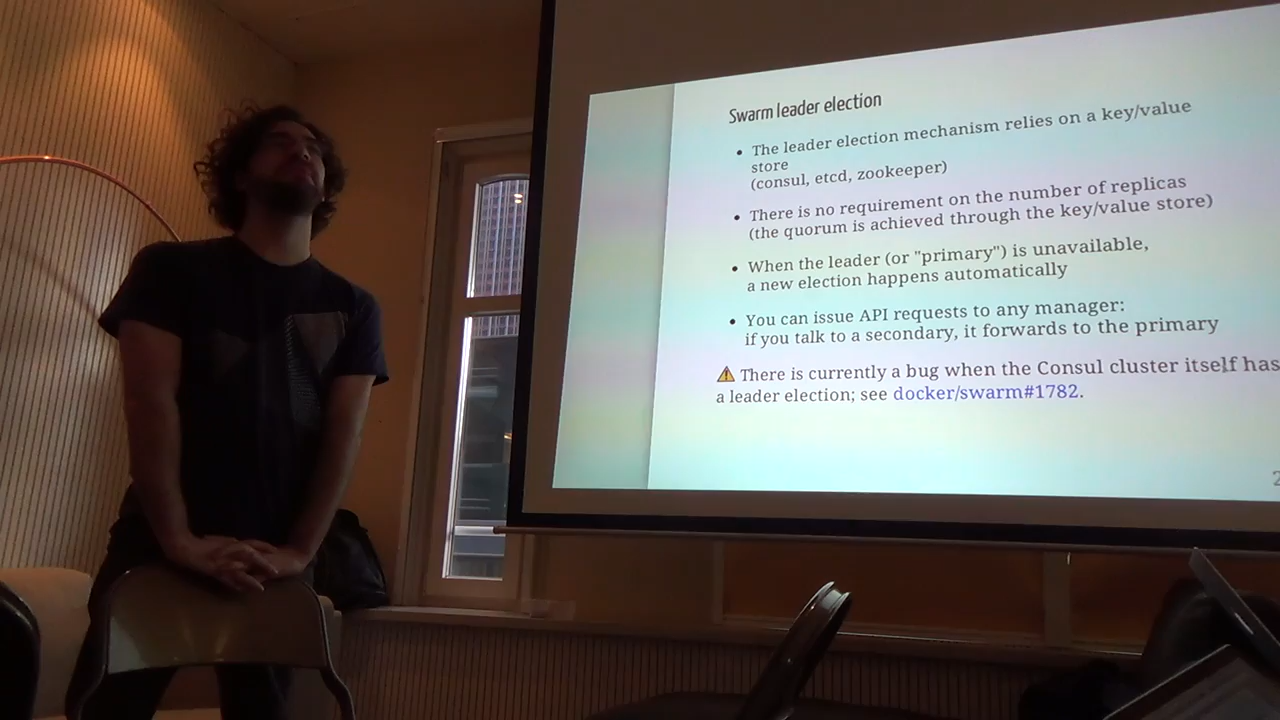 Swarm leader election
• The leader election mechanism relies on a key/value
store
(consul, etcd, zookeeper)
• There is no requirement on the number of replicas
(the quorum is achieved through the key/value store)
• When the leader (or "primary") is unavailable,
a new election happens automatically
• You can issue API requests to any manager:
if you talk to a secondary, it forwards to the primary
⚠ There is currently a bug when the Consul cluster itself has
a leader election; see docker/swarm#1782.